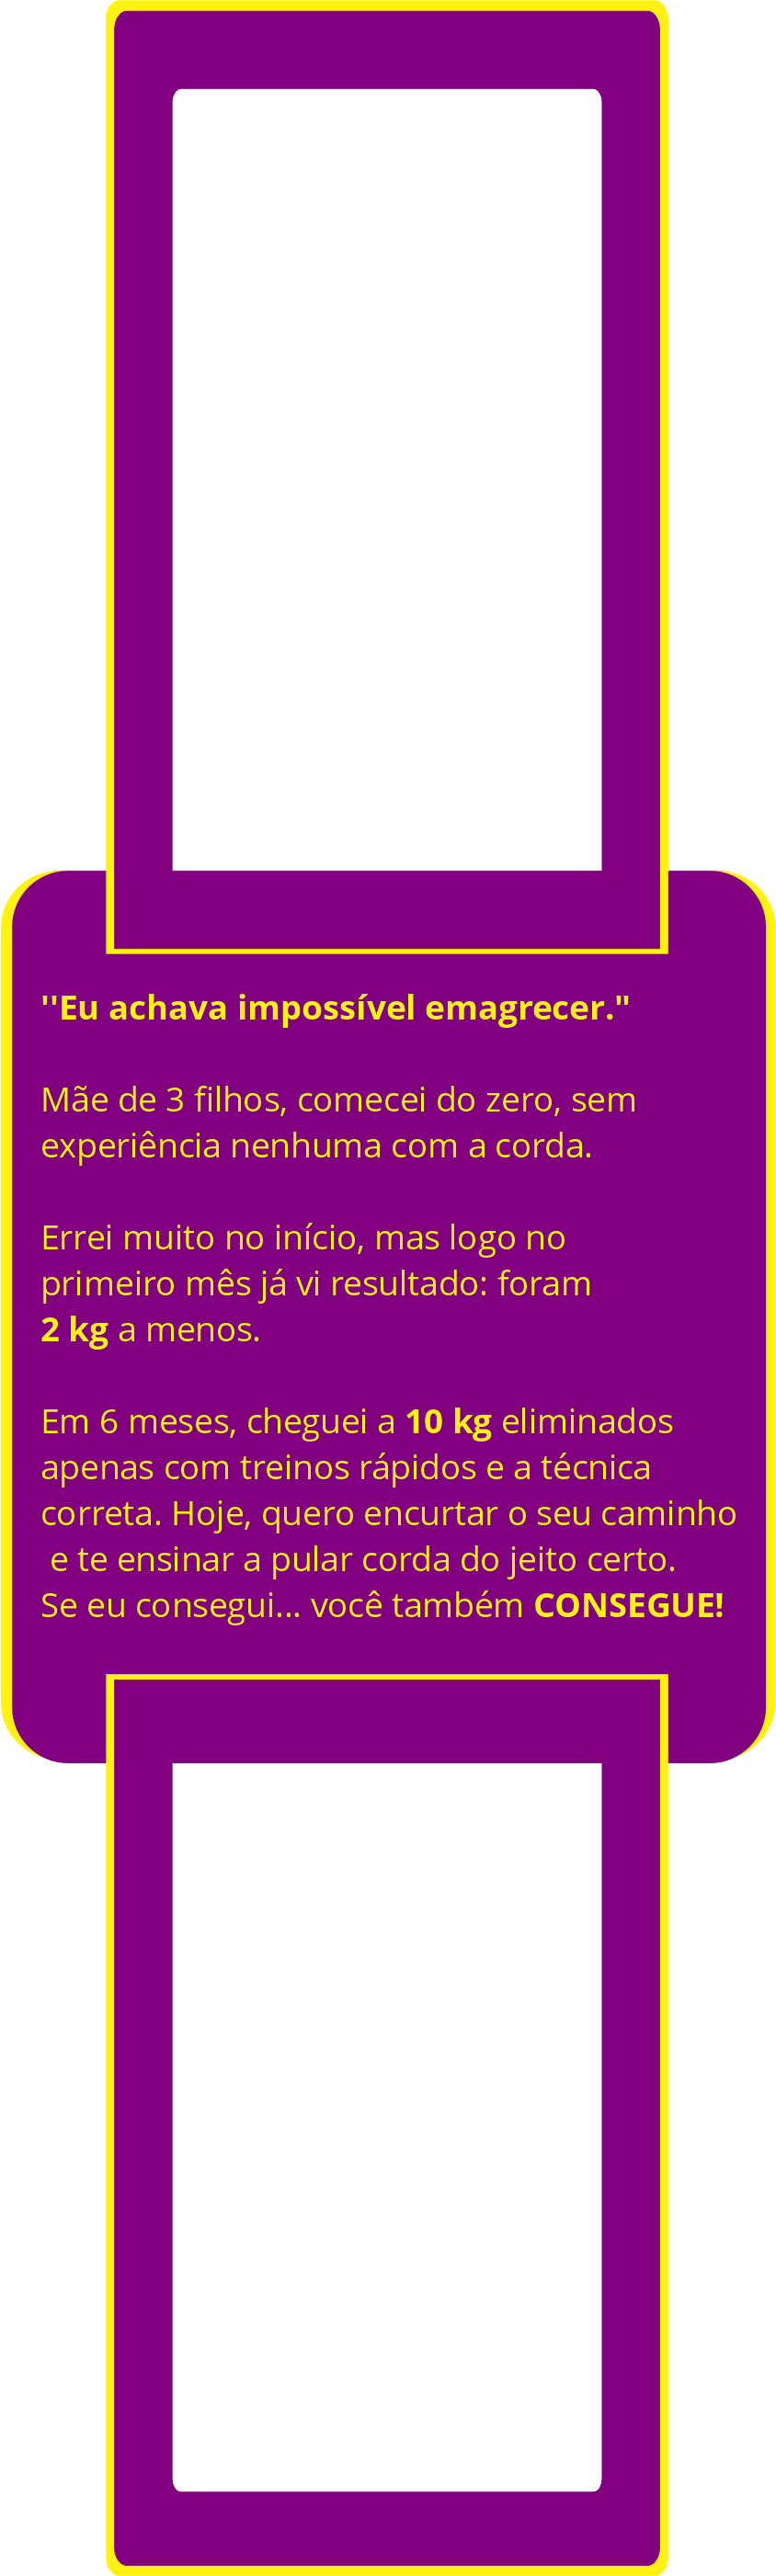 ''Eu achava impossível emagrecer."
Mãe de 3 filhos, comecei do zero, sem
experiência nenhuma com a corda.
Errei muito no início, mas logo no
primeiro mês já vi resultado: foram
2 kg a menos.
Em 6 meses, cheguei a 10 kg eliminados
apenas com treinos rápidos e a técnica
correta. Hoje, quero encurtar o seu caminho
e te ensinar a pular corda do jeito certo.
Se eu consegui... você também CONSEGUE!